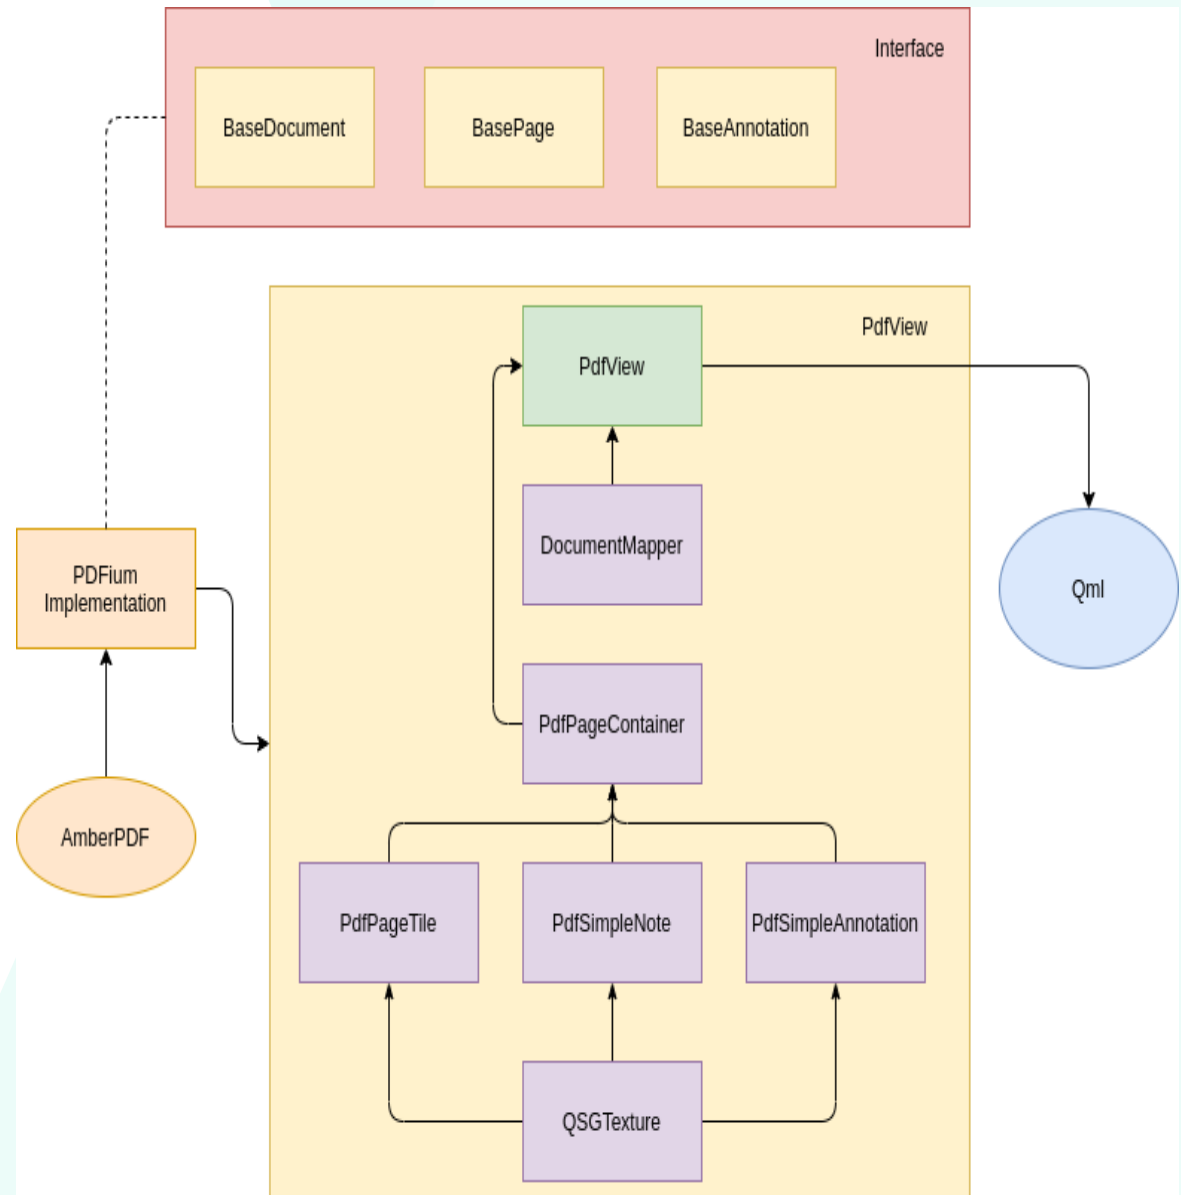 Interface
BaseDocument
BasePage
BaseAnnotation
PdfView
PdfView
DocumentMapper
PDFium
Implementation
Qml
PdfPageContainer
AmberPDF
PdfPageTile
PdfSimpleNote
PdfSimpleAnnotation
QSGTexture